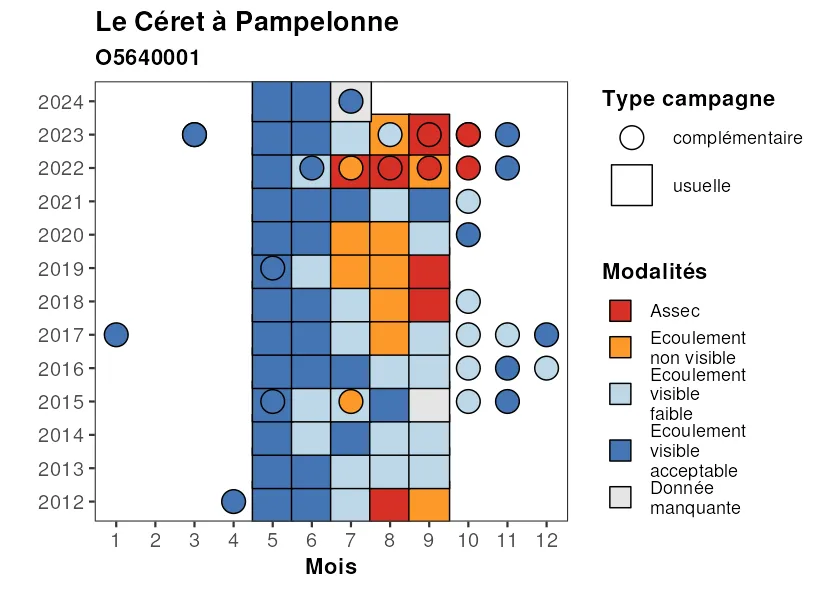 Le Céret à Pampelonne
O5640001
2024
2023
2022
2021
2020
2019
2018
2017
2016
2015
2014
2013
2012
1 2 3 4 5 6 7 8 9 10 11 12
Mois
Type campagne
complémentaire
usuelle
Modalités
Assec
Ecoulement
non visible
Ecoulement
visible
faible
Ecoulement
visible
acceptable
Donnée
manquante